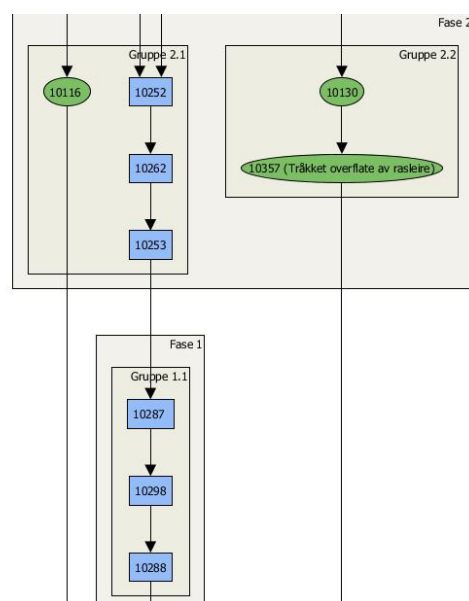 Fase 2
Gruppe 2.1
Gruppe 2.2
10116
10252
10130
10262
10357 (Tråkket overflate av rasleire)
10253
Fase 1
Gruppe 1.1
10287
10298
10288